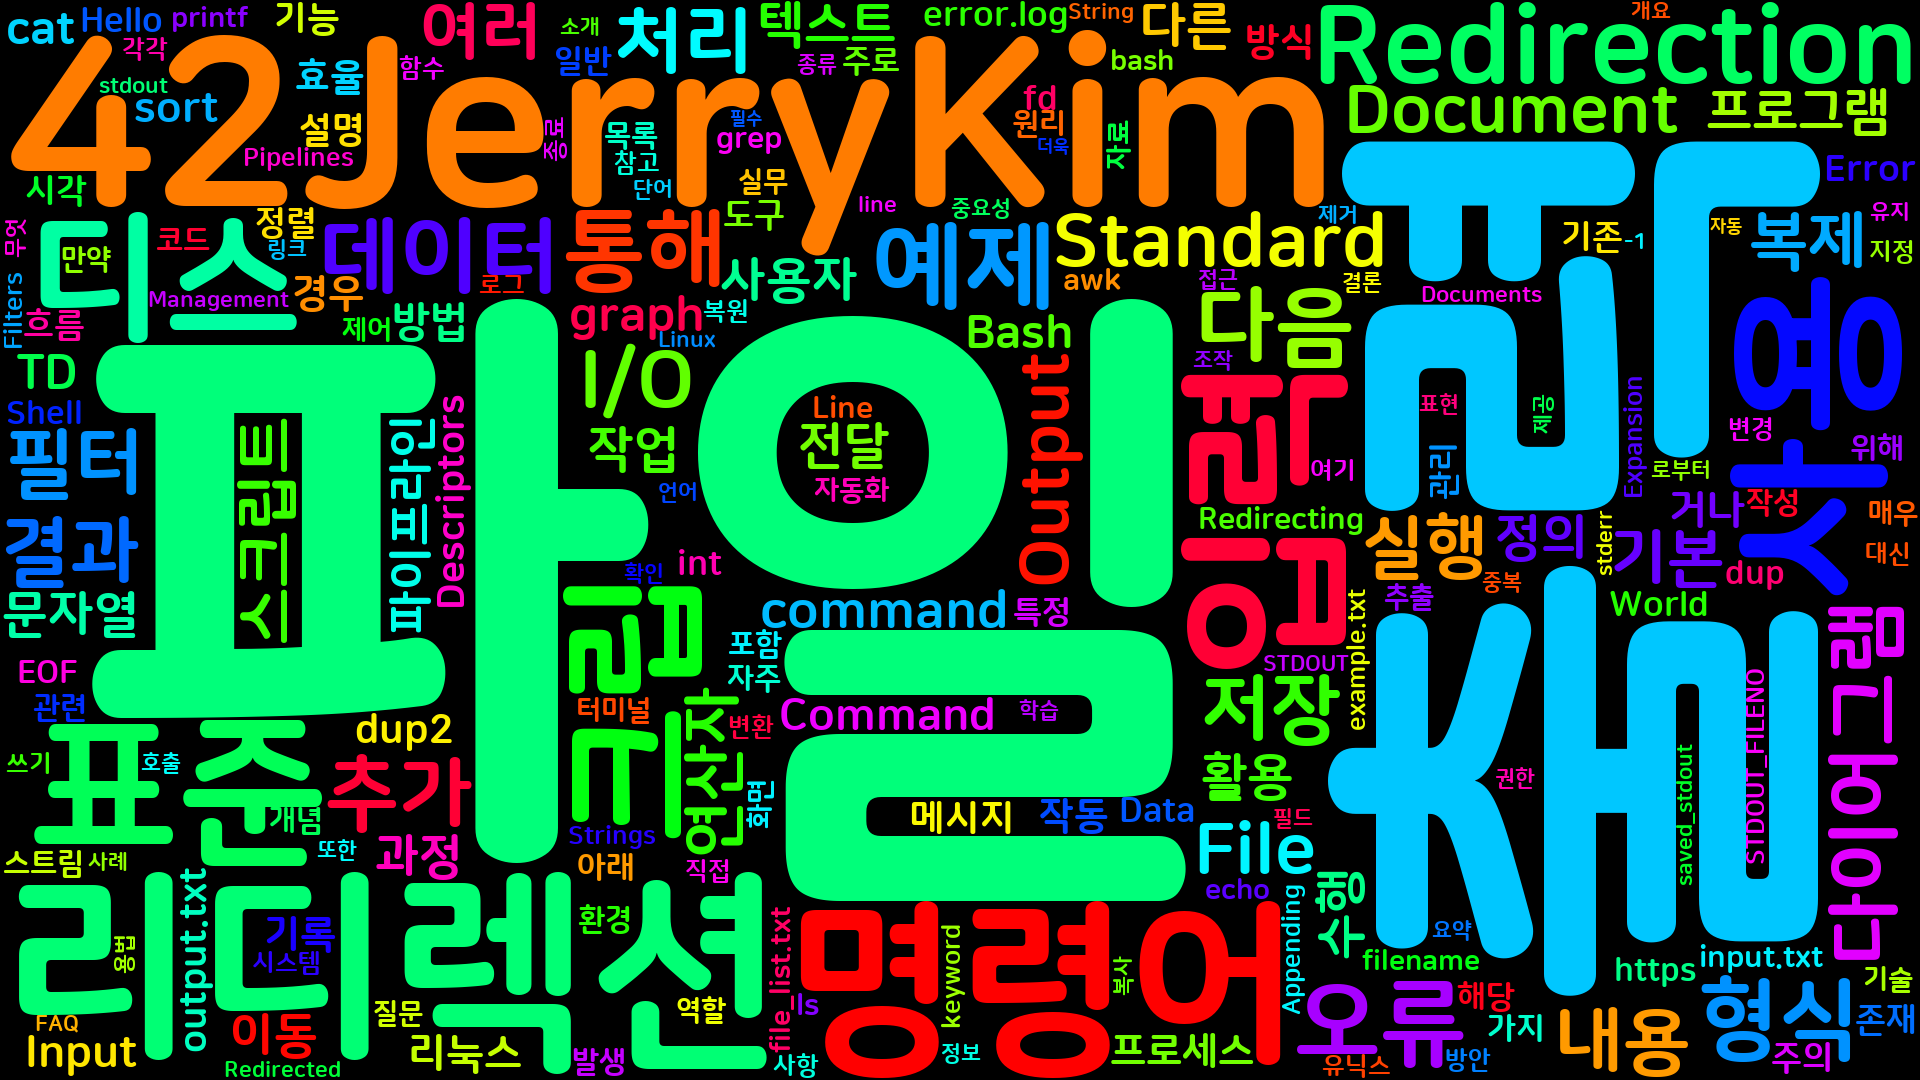 cat
Hello
printf
기능
여러
소개
처리
텍스트
error.log
String
다른
개요
Redirection
각각
stdout
sort
효율
함수
일반
종류
주로
bash
방식
42JerryKim
Document
프로그램
설명
Pipelines
종료
목록
필수
참고
단어
grep
fd
원리
더욱
자료
시각
실무
line
중요성
도구
제거
Error
유지
무엇
디스
만약
정렬
링크
코드
데이터
통해
예제
Standard
기존
-1
자동
복제
지정
사용자
awk
접근
결론
Documents
Filters
흐름
Management
경우
로그
제어
방법
graph
복원
Linux
Bash
다음
조작
사용
TD
Shell
I/O
Output
Descriptors
파이프라인
스크립트
필터
작업
Line
전달
자동화
언어
입력
여기
표현
제공
관리
Expansion
변경
위해
로부터
파일
결과
문자열
Redirecting
실행
정의
stderr
거나
작성
매우
기본
대신
dup
확인
int
command
특정
중복
추출
World
example.txt
EOF
관련
리디렉션
표준
호출
쓰기
dup2
추가
개념
과정
터미널
연산자
포함
자주
Command
변환
학습
STDOUT
저장
활용
권한
saved_stdout
STDOUT_FILENO
다이어그램
화면
메시지
작동
Data
Strings
File
필드
스트림
사례
또한
아래
직접
echo
환경
output.txt
기록
시스템
용법
질문
역할
file_list.txt
ls
명령어
keyword
복사
Appending
수행
요약
filename
https
input.txt
기술
FAQ
Input
이동
Redirected
리눅스
발생
사항
정보
프로세스
오류
유닉스
방안
해당
가지
내용
형식
주의
존재